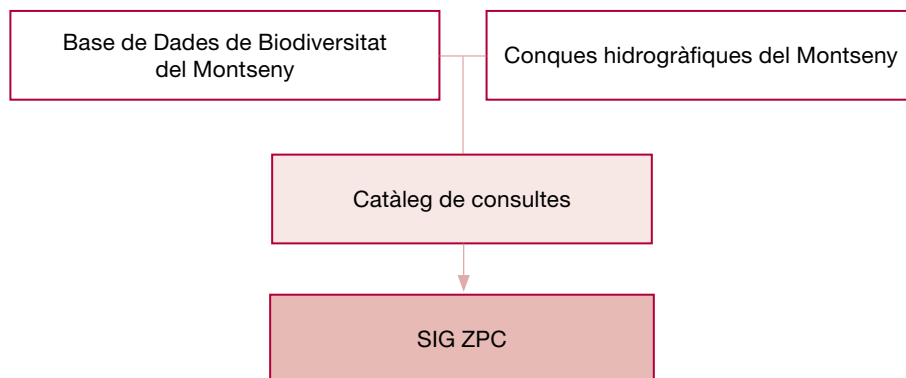 Base de Dades de Biodiversitat
del Montseny
Conques hidrogràfiques del Montseny
Catàleg de consultes
SIG ZPC